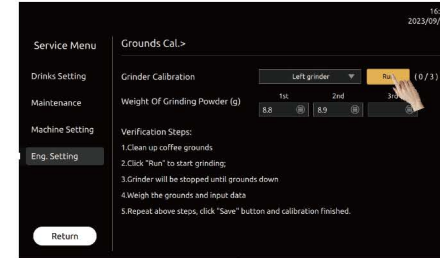 16:
2023/09/
Service Menu
Grounds Cal.>
Drinks Setting
Grinder Calibration
Left grinder
(0/3)
1st 2nd 3rd
Maintenance
Weight Of Grinding Powder (g)
8.8 8.9
Machine Setting
Verification Steps:
1.Clean up coffee grounds
Eng. Setting
2.Click "Run" to start grinding;
3.Grinder will be stopped until grounds down
4.Weigh the grounds and input data
5.Repeat above steps, click "Save" button and calibration finished.
Return